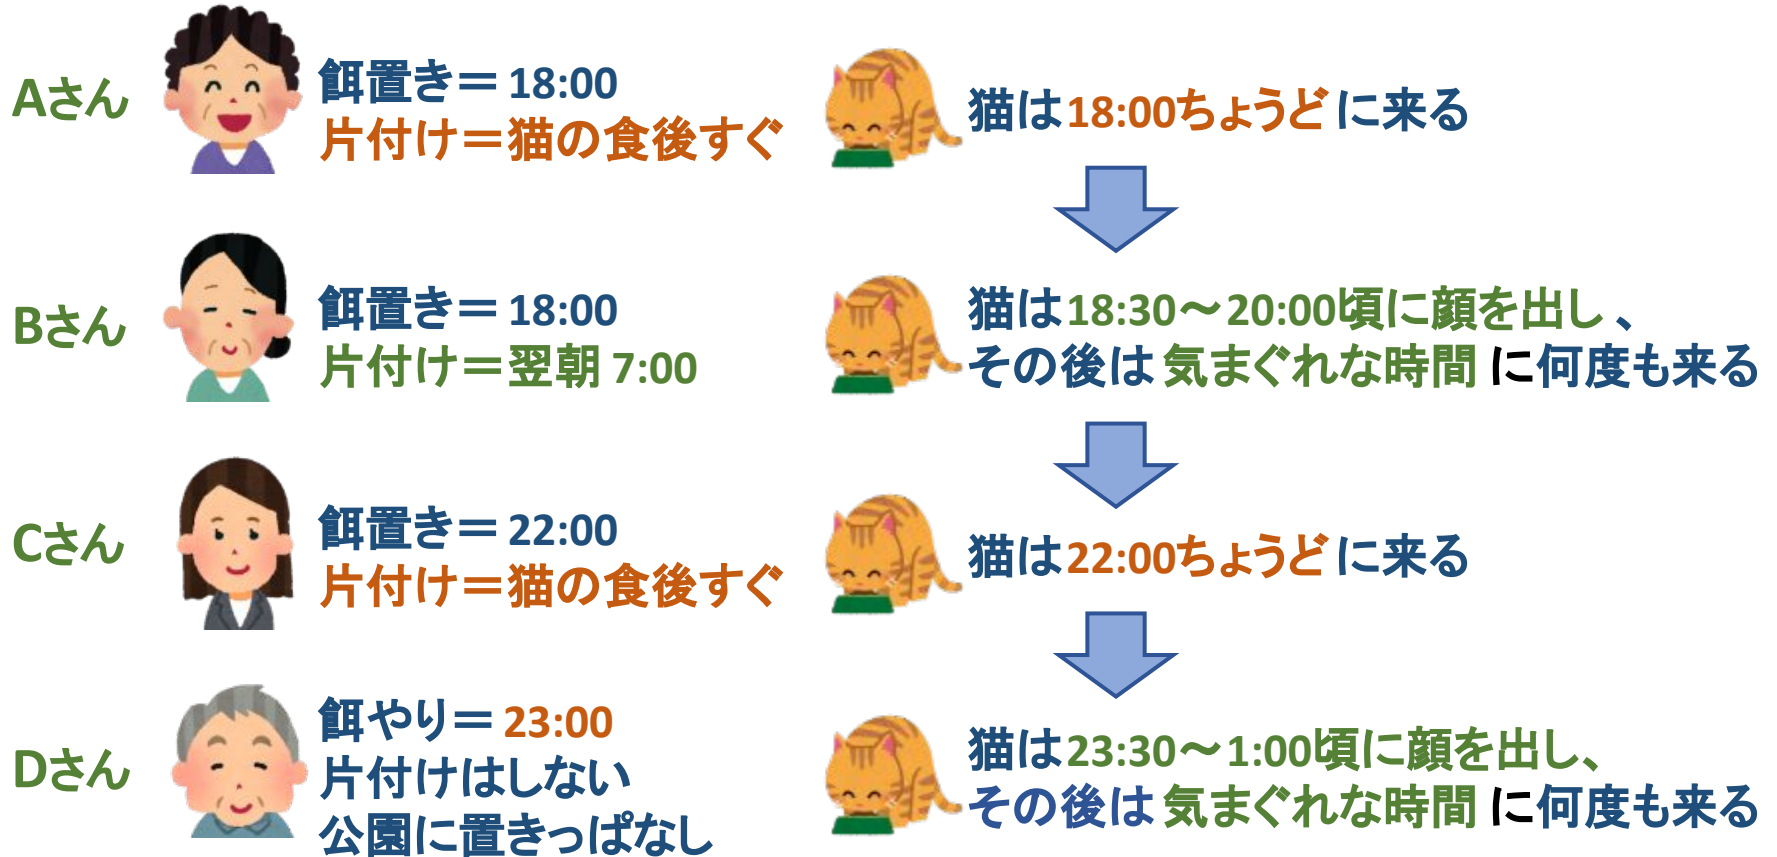 Aさん
餌置き＝18:00
片付け＝猫の食後すぐ
猫は18:00ちょうどに来る
Bさん
餌置き＝18:00
片付け＝翌朝7:00
猫は18:30～20:00頃に顔を出し、
その後は気まぐれな時間に何度も来る
Cさん
餌置き＝22:00
片付け＝猫の食後すぐ
猫は22:00ちょうどに来る
Dさん
餌やり＝23:00
片付けはしない
公園に置きっぱなし
猫は23:30～1:00頃に顔を出し、
その後は気まぐれな時間に何度も来る